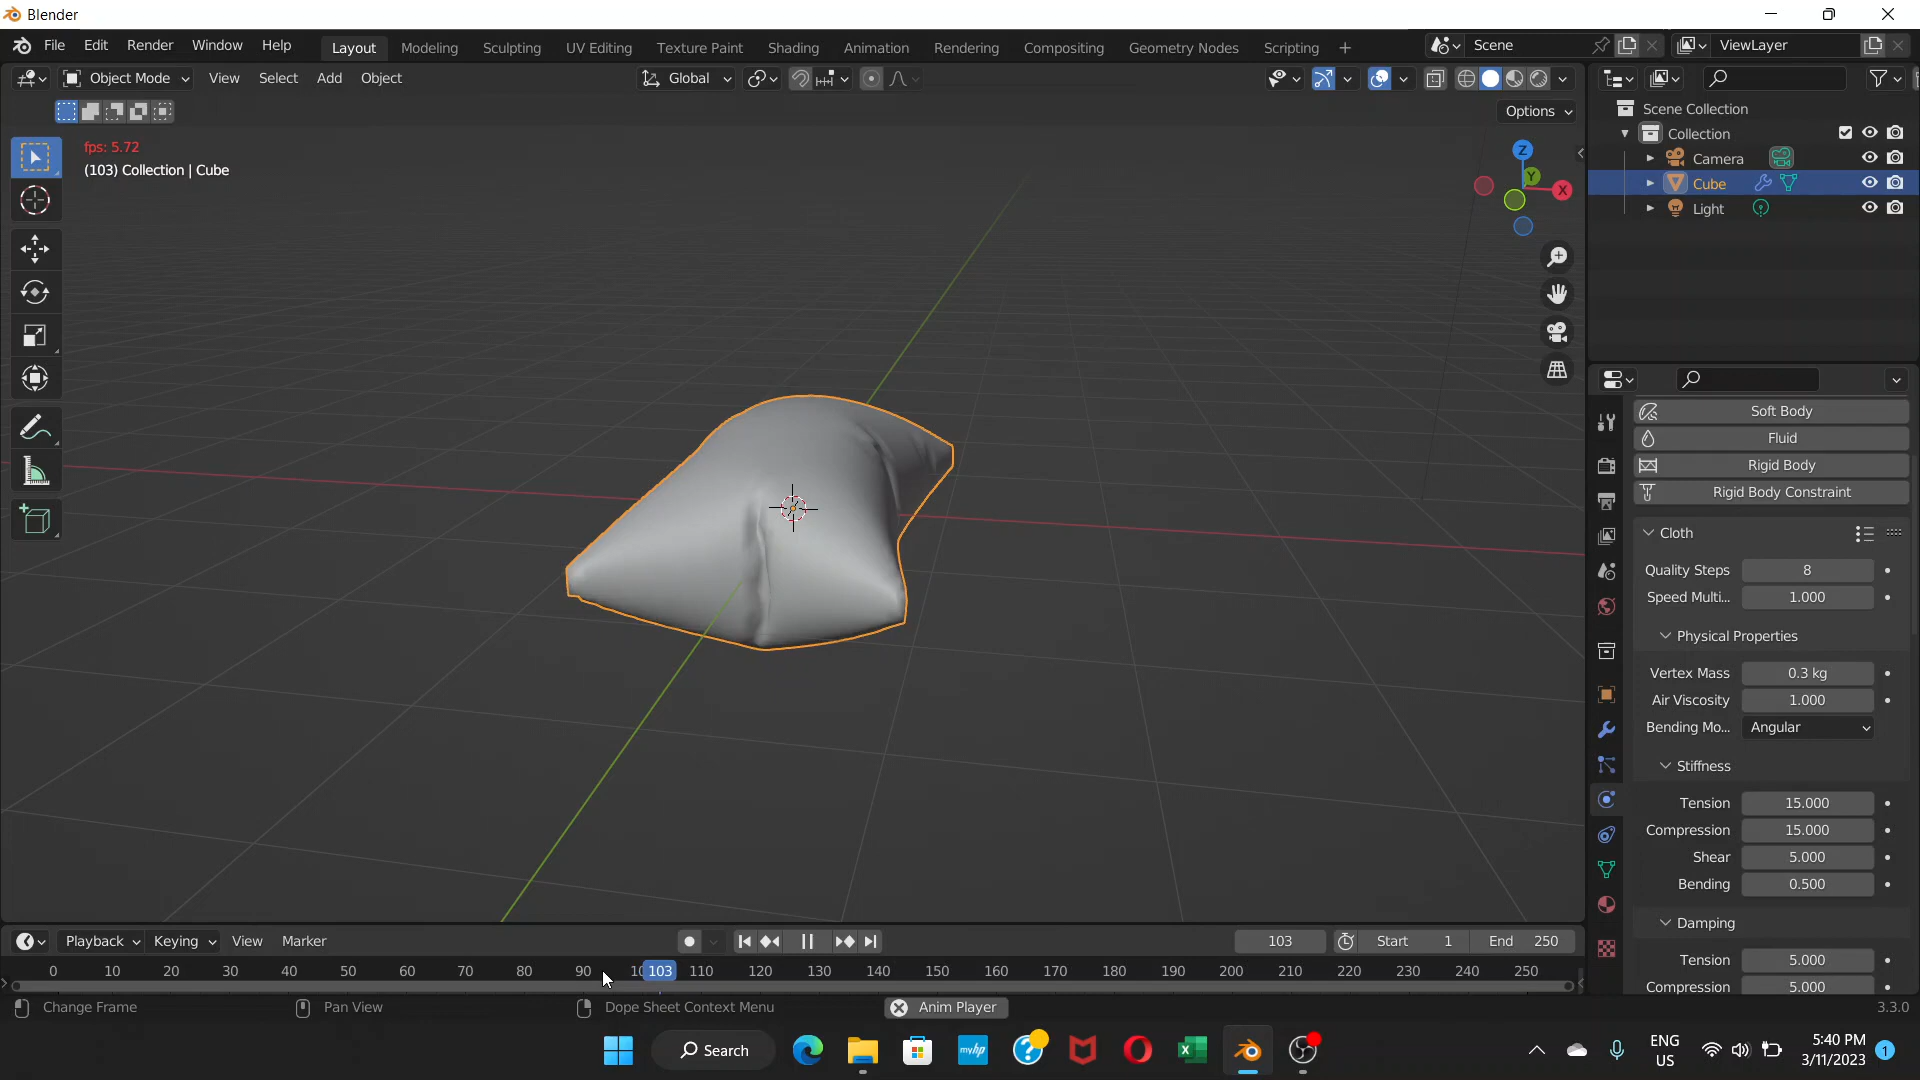 Blender
File Edit Render Window Help Layout Modeling Sculpting UV Editing Texture Paint Shading Animation Rendering Compositing Geometry Nodes Scripting + Scene ViewLayer
Object Mode View Select Add Object Global
Options
fps: 5.72
(103) Collection | Cube
Z
Y
X
Scene Collection
Collection
Camera
Cube
Light
Soft Body
Fluid
Rigid Body
Rigid Body Constraint
Cloth
Quality Steps 8
Speed Multi... 1.000
Physical Properties
Vertex Mass 0.3 kg
Air Viscosity 1.000
Bending Mo... Angular
Stiffness
Tension 15.000
Compression 15.000
Shear 5.000
Bending 0.500
Damping
Tension 5.000
Compression 5.000
Playback Keying View Marker 103 Start 1 End 250
0 10 20 30 40 50 60 70 80 90 10 103 110 120 130 140 150 160 170 180 190 200 210 220 230 240 250
Change Frame Pan View Dope Sheet Context Menu Anim Player 3.3.0
Search myhp ENG US 5:40 PM 3/11/2023 1